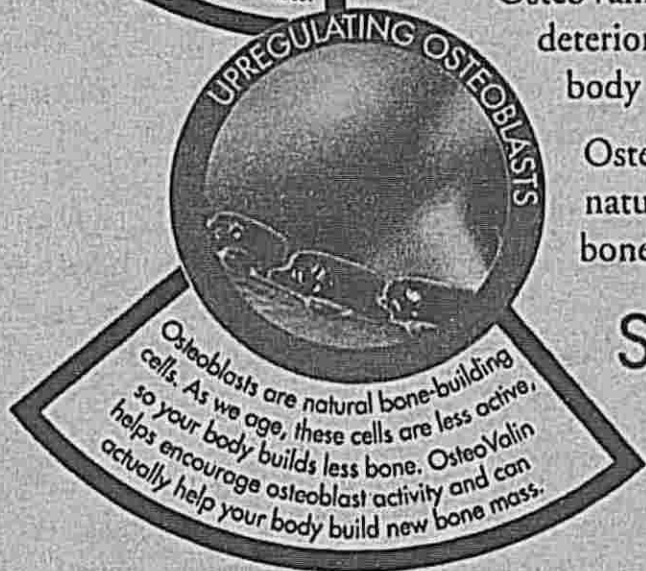 deterior
body
UPREGULATING OSTEOBLASTS
Oste
natu
bone
S
Osteoblasts are natural bone-building
cells. As we age, these cells are less active,
so your body builds less bone. OsteoValin
helps encourage osteoblast activity and can
actually help your body build new bone mass.